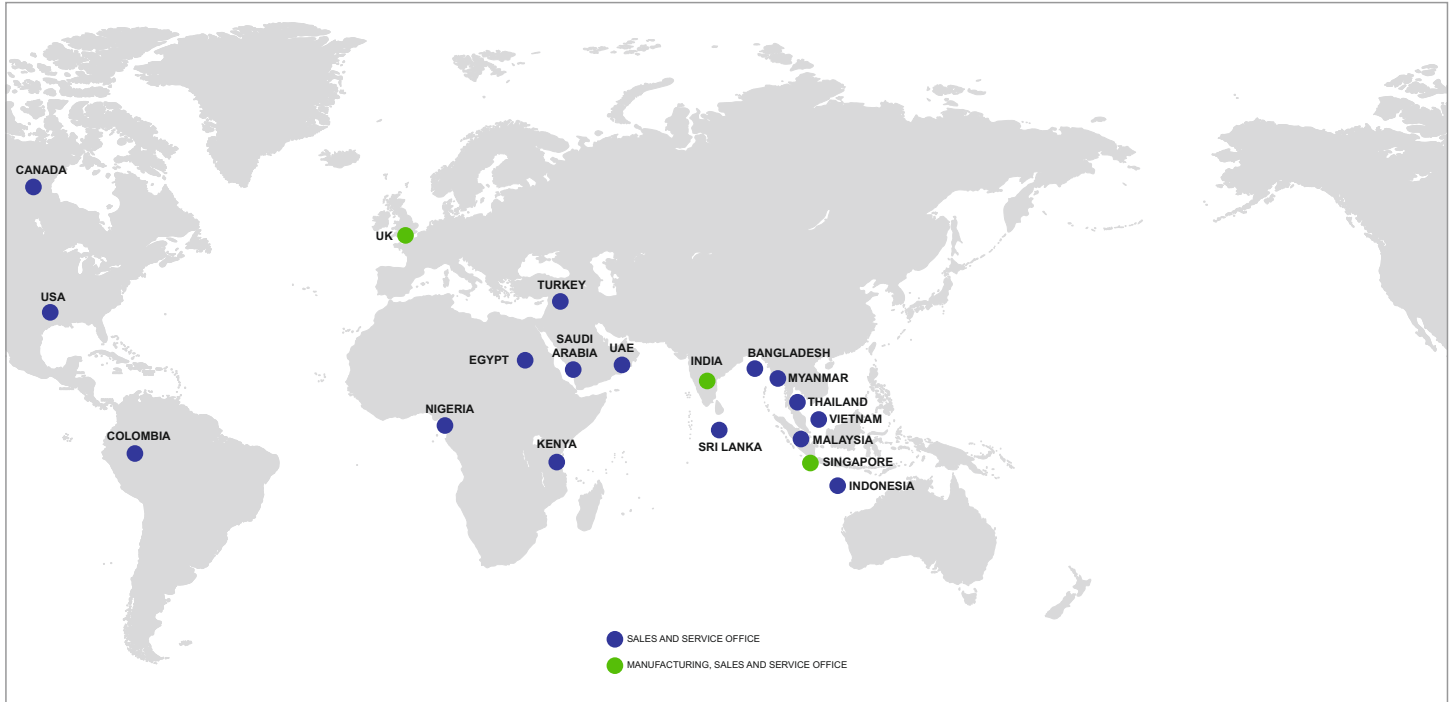 CANADA
UK
TURKEY
USA
SAUDI
ARABIA
UAE
EGYPT
INDIA
BANGLADESH
MYANMAR
THAILAND
NIGERIA
VIETNAM
COLOMBIA
KENYA
SRI LANKA
MALAYSIA
SINGAPORE
INDONESIA
SALES AND SERVICE OFFICE
MANUFACTURING, SALES AND SERVICE OFFICE